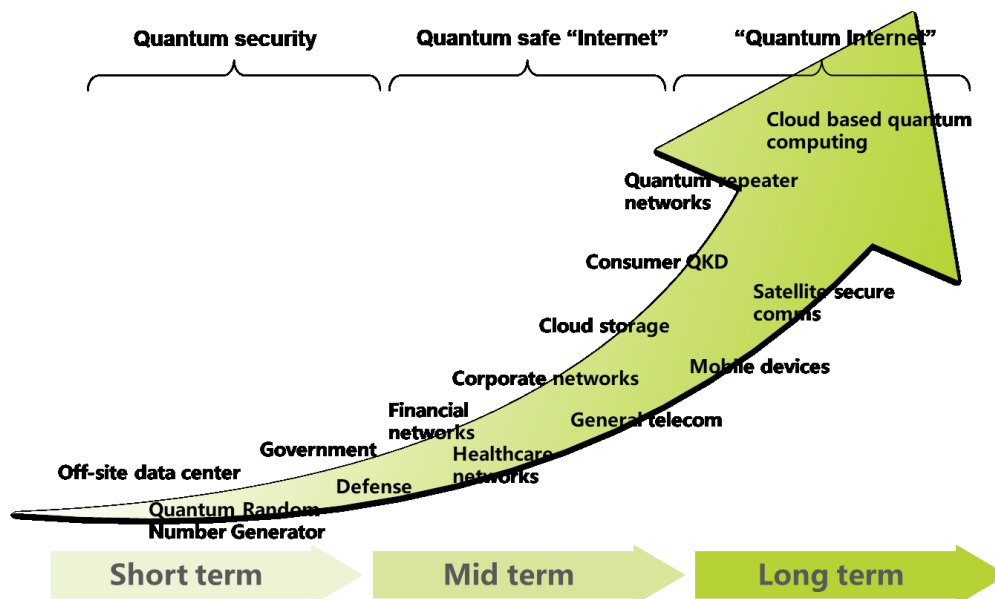 Quantum security
Quantum safe “Internet”
“Quantum Internet”
Cloud based quantum
computing
Quantum repeater
networks
Consumer QKD
Satellite secure
comms
Cloud storage
Mobile devices
Corporate networks
General telecom
Financial
networks
Government
Healthcare
networks
Off-site data center
Defense
Quantum Random
Number Generator
Short term
Mid term
Long term